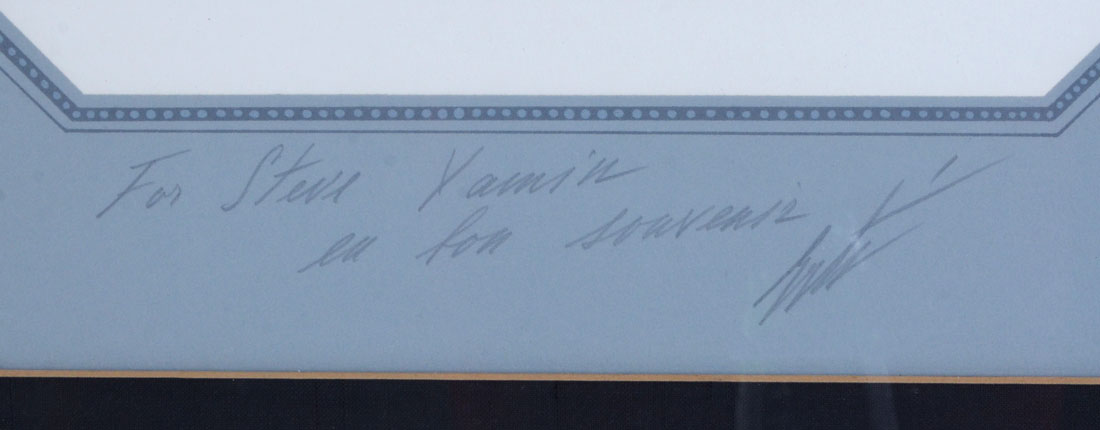 For Steve Yamin
en bon souvenir